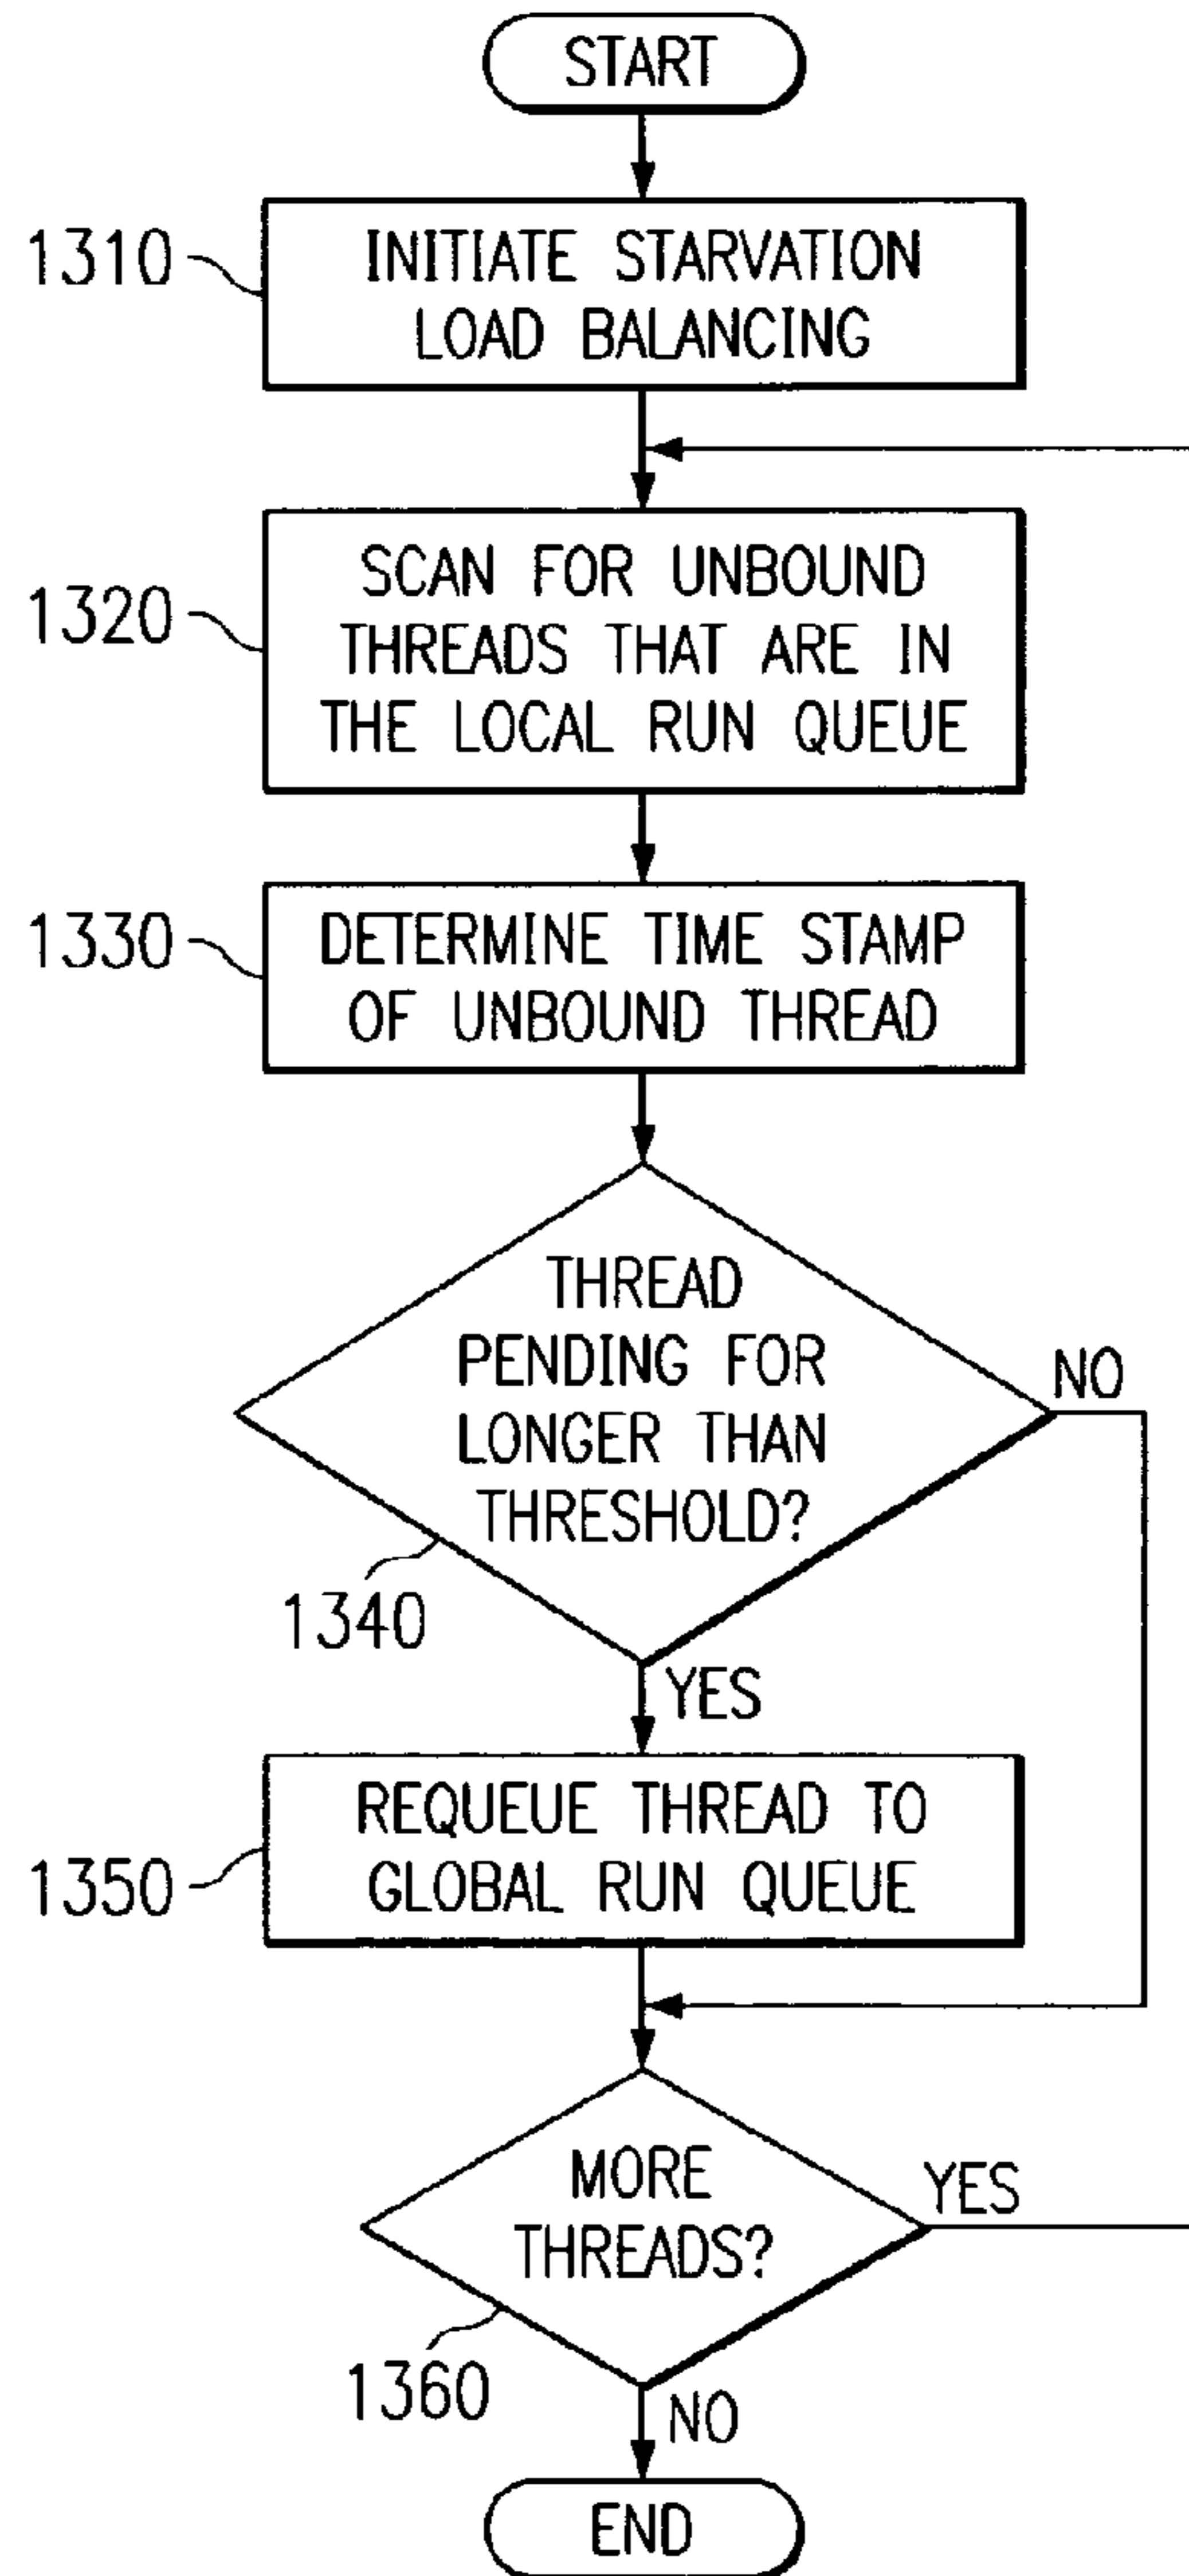 START
1310
INITIATE STARVATION
LOAD BALANCING
1320
SCAN FOR UNBOUND
THREADS THAT ARE IN
THE LOCAL RUN QUEUE
1330
DETERMINE TIME STAMP
OF UNBOUND THREAD
THREAD
PENDING FOR
LONGER THAN
THRESHOLD?
NO
1340
YES
REQUEUE THREAD TO
GLOBAL RUN QUEUE
1350
MORE
THREADS?
YES
1360
NO
END